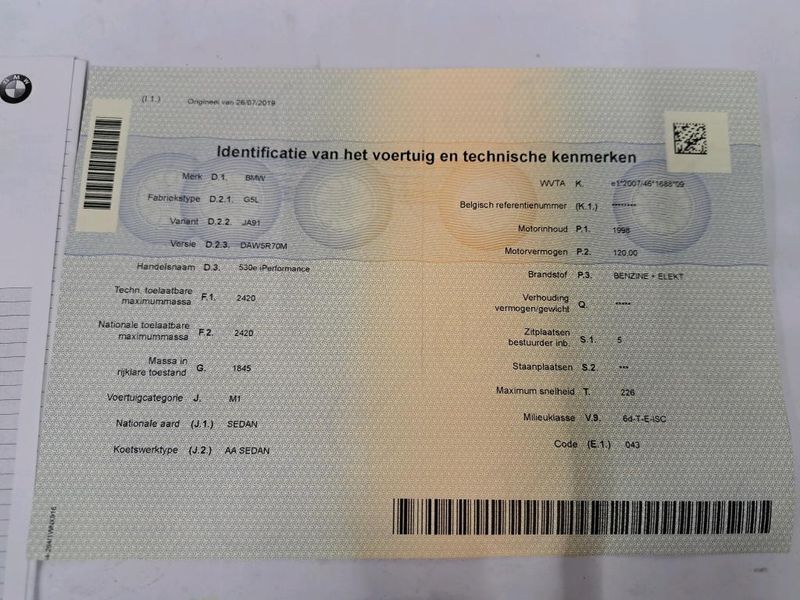 BMW
(I.1.) Origineel van 26/07/2019
Identificatie van het voertuig en technische kenmerken
Merk D.1. BMW
Fabriekstype D.2.1. G5L
Variant D.2.2. JA91
Versie D.2.3. DAW5R70M
Handelsnaam D.3. 530e iPerformance
Techn. toelaatbare
maximummassa F.1. 2420
Nationale toelaatbare
maximummassa F.2. 2420
Massa in
rijklare toestand G. 1845
Voertuigcategorie J. M1
Nationale aard (J.1.) SEDAN
Koetswerktype (J.2.) AA SEDAN
WVTA K. e1*2007/46*1688*09
Belgisch referentienummer (K.1.) ********
Motorinhoud P.1. 1998
Motorvermogen P.2. 120,00
Brandstof P.3. BENZINE + ELEKT
Verhouding
vermogen/gewicht Q. -----
Zitplaatsen
bestuurder inb. S.1. 5
Staanplaatsen S.2. ---
Maximum snelheid T. 226
Milieuklasse V.9. 6d-T-E-ISC
Code (E.1.) 043